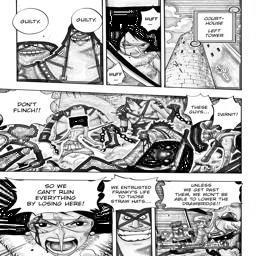 GUILTY.
GUILTY.
HUFF
HUFF
COURT-
HOUSE
LEFT
TOWER
DON'T
FLINCH!!
THESE
GUYS...
DARNIT!
SO WE
CAN'T RUIN
EVERYTHING
BY LOSING HERE!
WE ENTRUSTED
FRANKY'S LIFE
TO THOSE
STRAW HATS...
UNLESS
WE GET PAST
THEM, WE WON'T BE
ABLE TO LOWER THE
DRAWBRIDGE!!